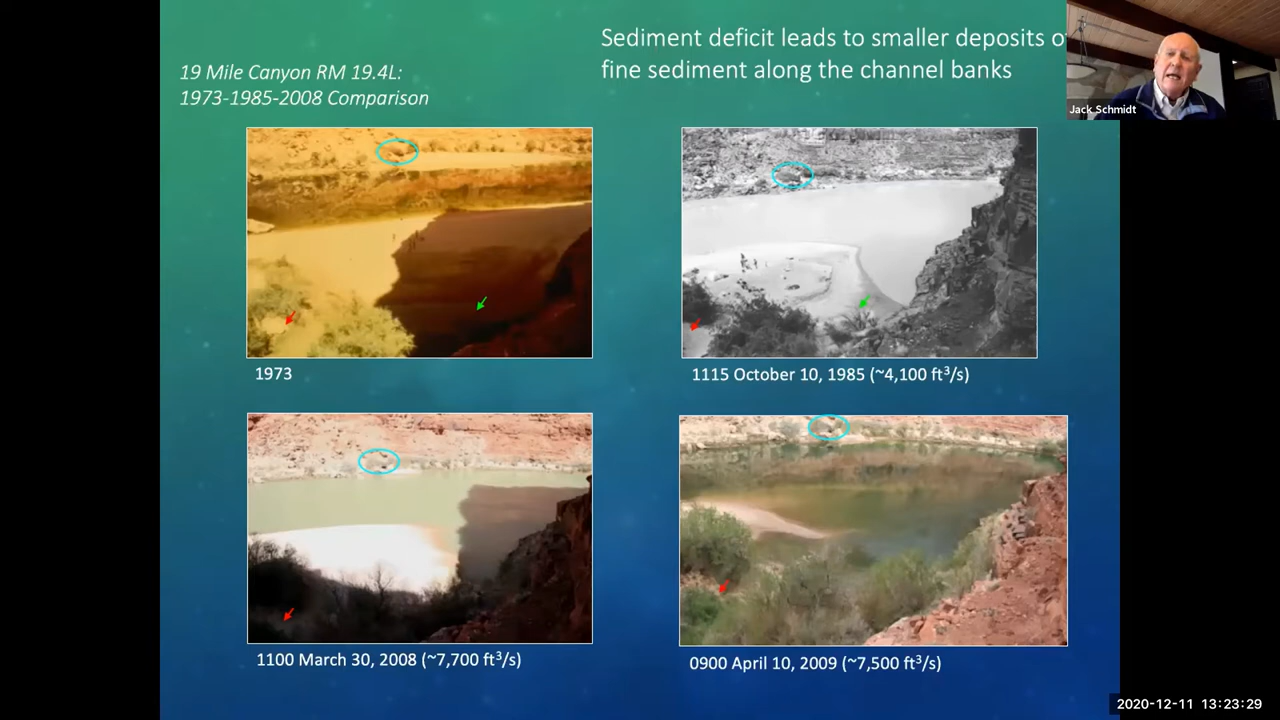 Sediment deficit leads to smaller deposits
fine sediment along the channel banks
19 Mile Canyon RM 19.4L:
1973-1985-2008 Comparison
Jack Schmidt
1973
1115 October 10, 1985 (~4,100 ft³/s)
1100 March 30, 2008 (~7,700 ft³/s)
0900 April 10, 2009 (~7,500 ft³/s)
2020-12-11 13:23:29